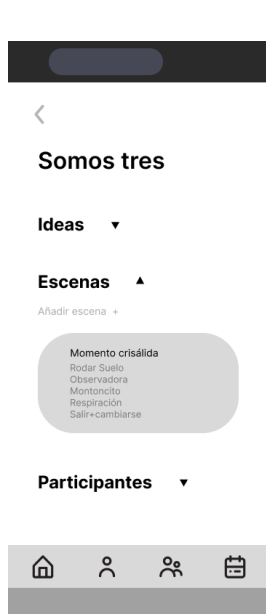 Somos tres
Ideas ▼
Escenas ▲
Añadir escena +
Momento crisálida
Rodar Suelo
Observadora
Montoncito
Respiración
Salir+cambiarse
Participantes ▼